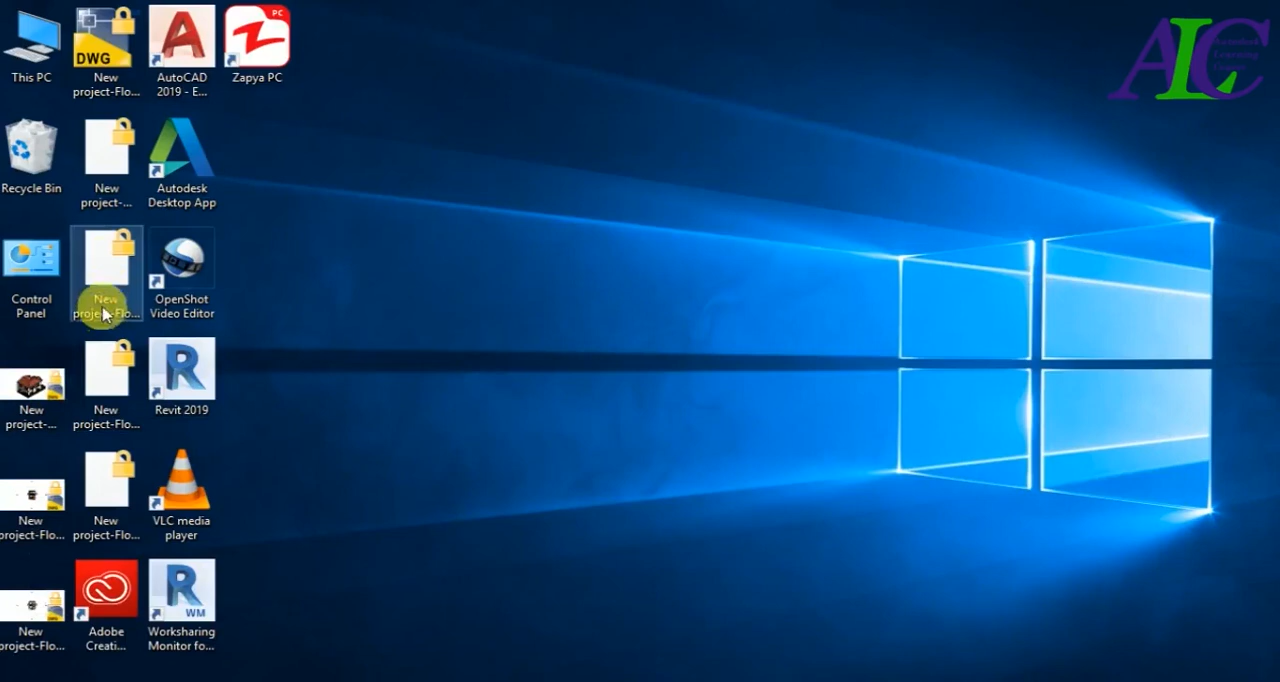 This PC
DWG
New
project-Flo...
AutoCAD
2019 - E...
PC
Zapya PC
ALC
Autodesk
Learning
Recycle Bin
New
project-...
Autodesk
Desktop App
Control
Panel
New
project-Flo...
OpenShot
Video Editor
New
project-...
New
project-Flo...
Revit 2019
New
project-Flo...
New
project-Flo...
VLC media
player
New
project-Flo...
Adobe
Creati...
WM
Worksharing
Monitor fo...